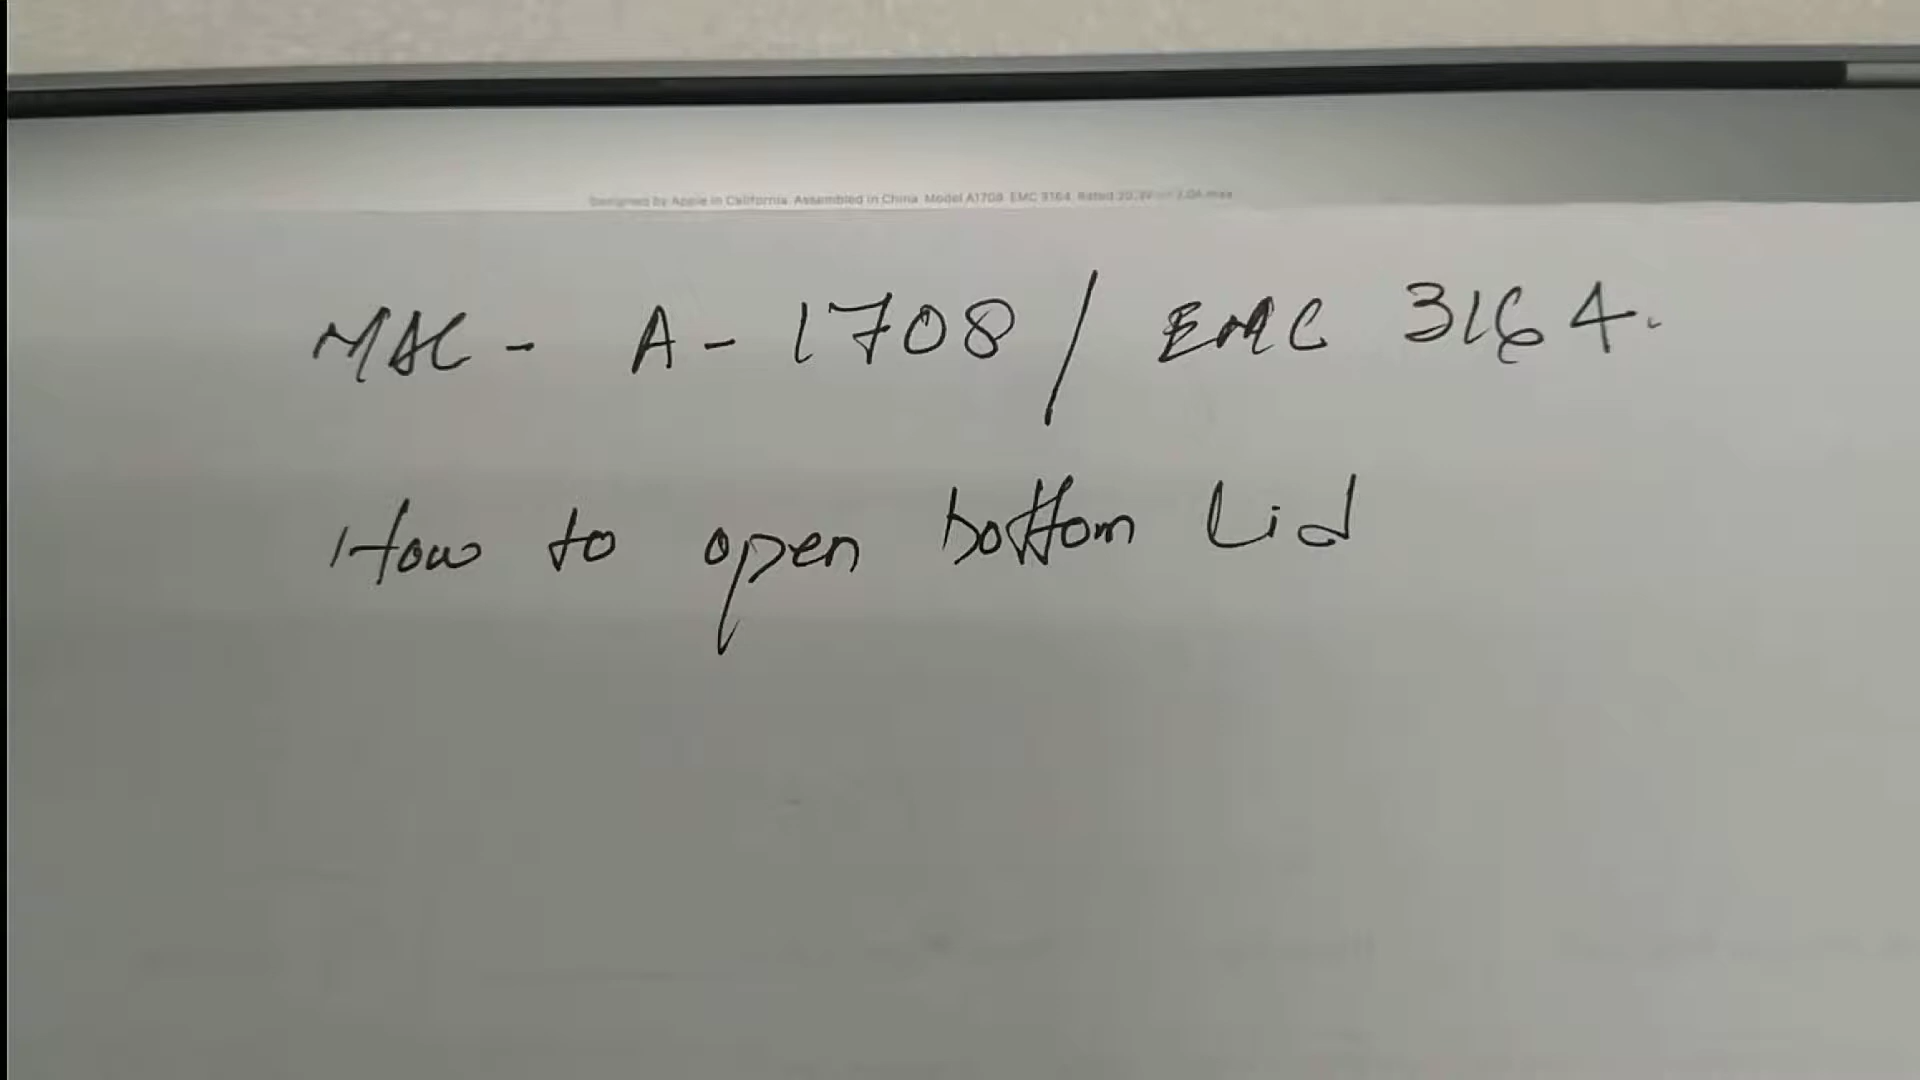 Designed by Apple in California Assembled in China Model A1708 EMC 3164 Rated
MAC - A - 1708 / EMC 3164.
How to open bottom Lid